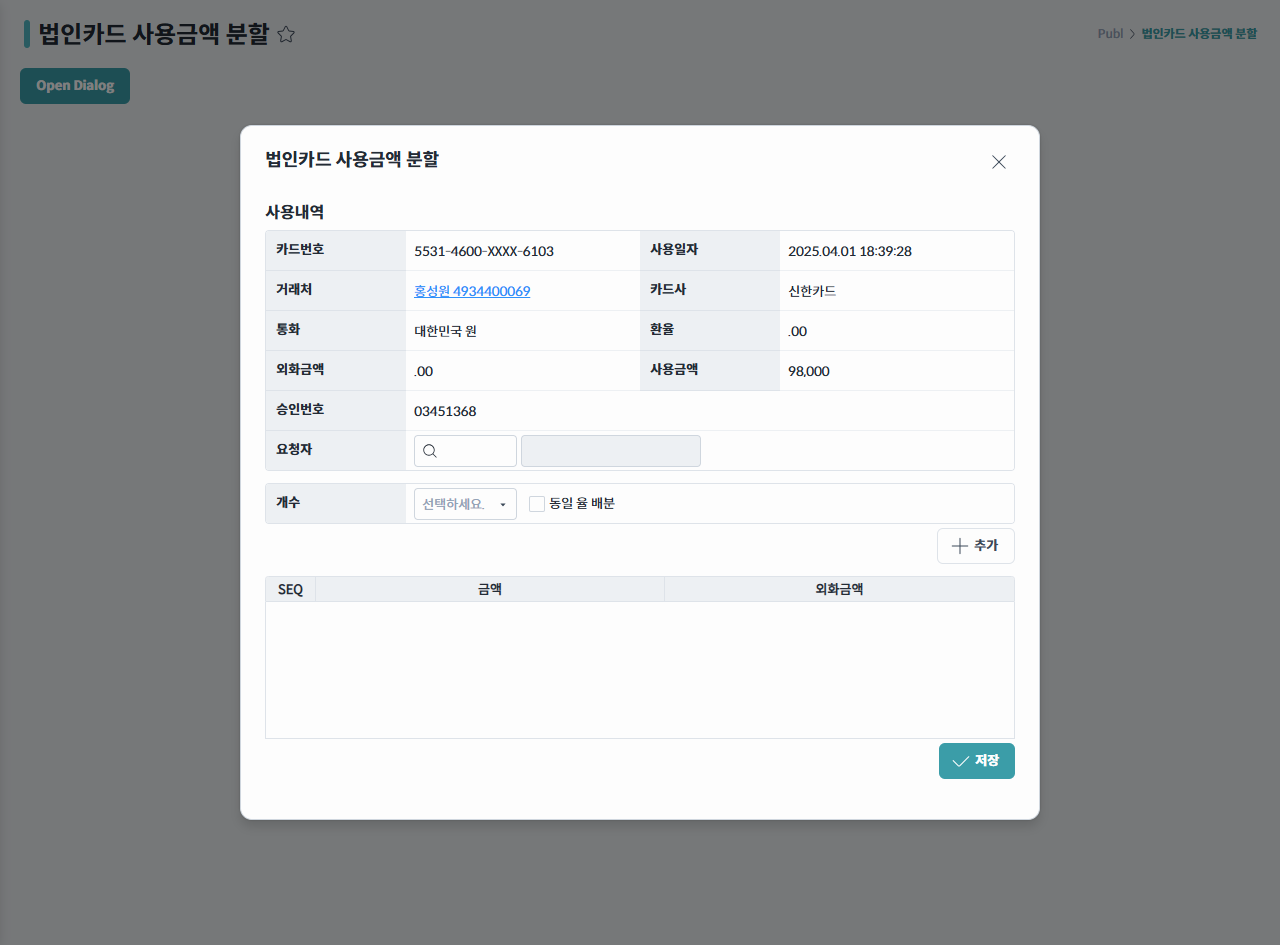 법인카드 사용금액 분할
Publ > 법인카드 사용금액 분할
Open Dialog
법인카드 사용금액 분할
사용내역
카드번호 5531-4600-XXXX-6103 사용일자 2025.04.01 18:39:28
거래처 홍성원 4934400069 카드사 신한카드
통화 대한민국 원 환율 .00
외화금액 .00 사용금액 98,000
승인번호 03451368
요청자
개수 선택하세요. 동일 율 배분
추가
SEQ 금액 외화금액
저장